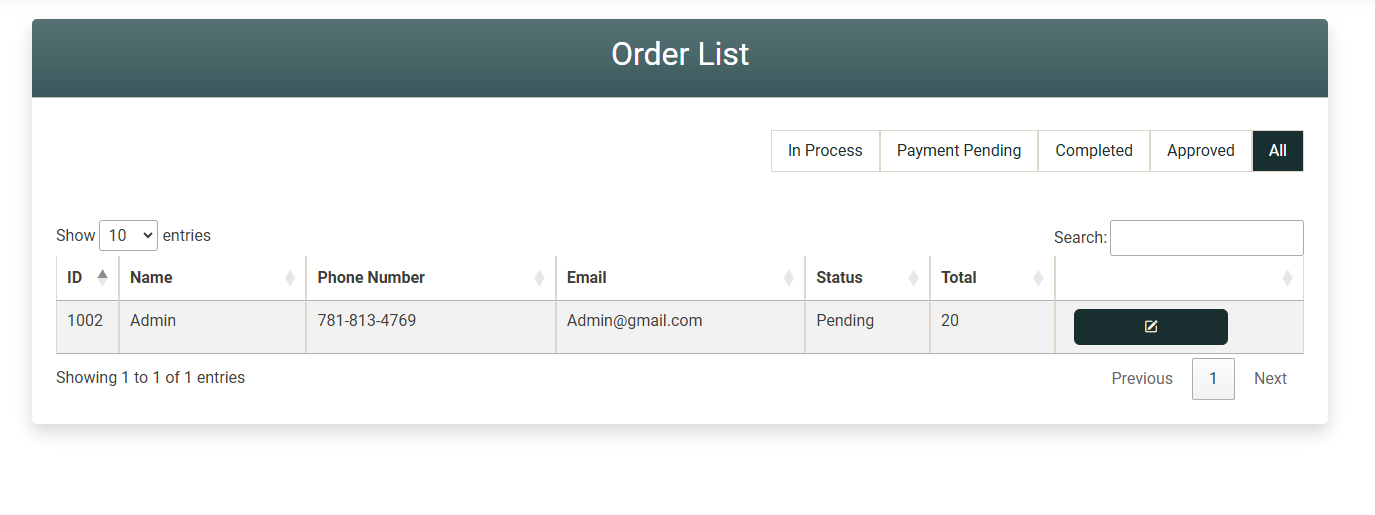 Order List
In Process Payment Pending Completed Approved All
Show 10 entries Search:
ID Name Phone Number Email Status Total
1002 Admin 781-813-4769 Admin@gmail.com Pending 20
Showing 1 to 1 of 1 entries Previous 1 Next